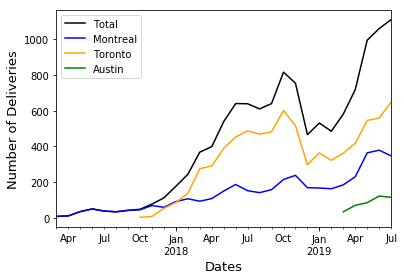 Total
Montreal
Toronto
Austin
Number of Deliveries
1000
800
600
400
200
0
Apr Jul Oct Jan Apr Jul Oct Jan Apr Jul
2018 2019
Dates